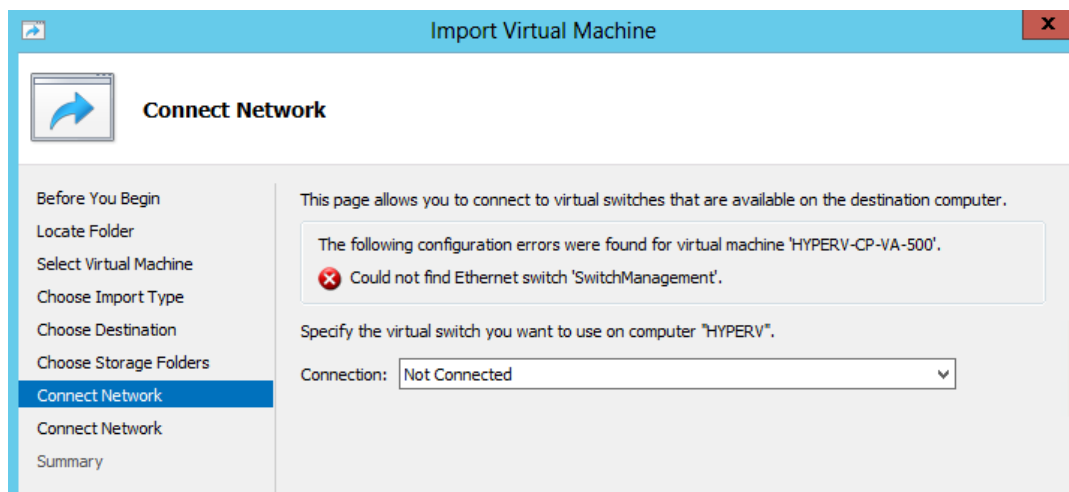 Import Virtual Machine
x
Connect Network
Before You Begin
Locate Folder
Select Virtual Machine
Choose Import Type
Choose Destination
Choose Storage Folders
Connect Network
Connect Network
Summary
This page allows you to connect to virtual switches that are available on the destination computer.
The following configuration errors were found for virtual machine 'HYPERV-CP-VA-500'.
Could not find Ethernet switch 'SwitchManagement'.
Specify the virtual switch you want to use on computer "HYPERV".
Connection: Not Connected